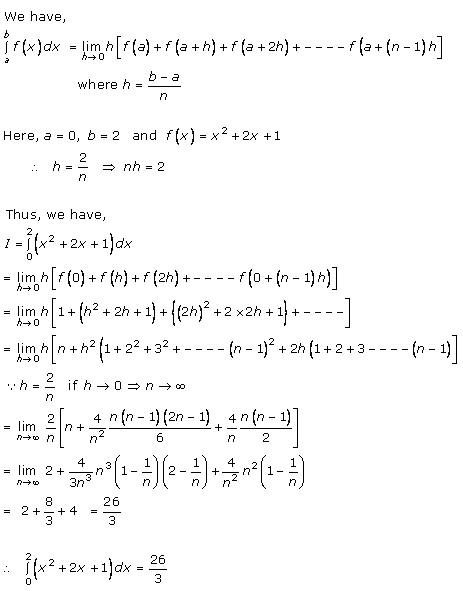 We have,
∫_a^b f(x)dx = lim_{h→0} h[f(a)+f(a+h)+f(a+2h)+----f(a+(n-1)h]
where h = (b-a)/n
Here, a = 0, b = 2 and f(x) = x²+2x+1
∴ h = 2/n ⇒ nh = 2
Thus, we have,
I = ∫_0^2 (x²+2x+1)dx
= lim_{h→0} h[f(0)+f(h)+f(2h)+----f(0+(n-1)h)]
= lim_{h→0} h[1+(h²+2h+1)+{(2h)²+2×2h+1}+----]
= lim_{h→0} h[n+h²(1+2²+3²+----(n-1)²+2h(1+2+3----(n-1)]
∵ h = 2/n if h → 0 ⇒ n → ∞
= lim_{n→∞} 2/n [n + 4/n² n(n-1)(2n-1)/6 + 4/n n(n-1)/2]
= lim_{n→∞} 2 + 4/3n³ n³(1-1/n)(2-1/n) + 4/n² n²(1-1/n)
= 2 + 8/3 + 4 = 26/3
∴ ∫_0^2 (x²+2x+1)dx = 26/3